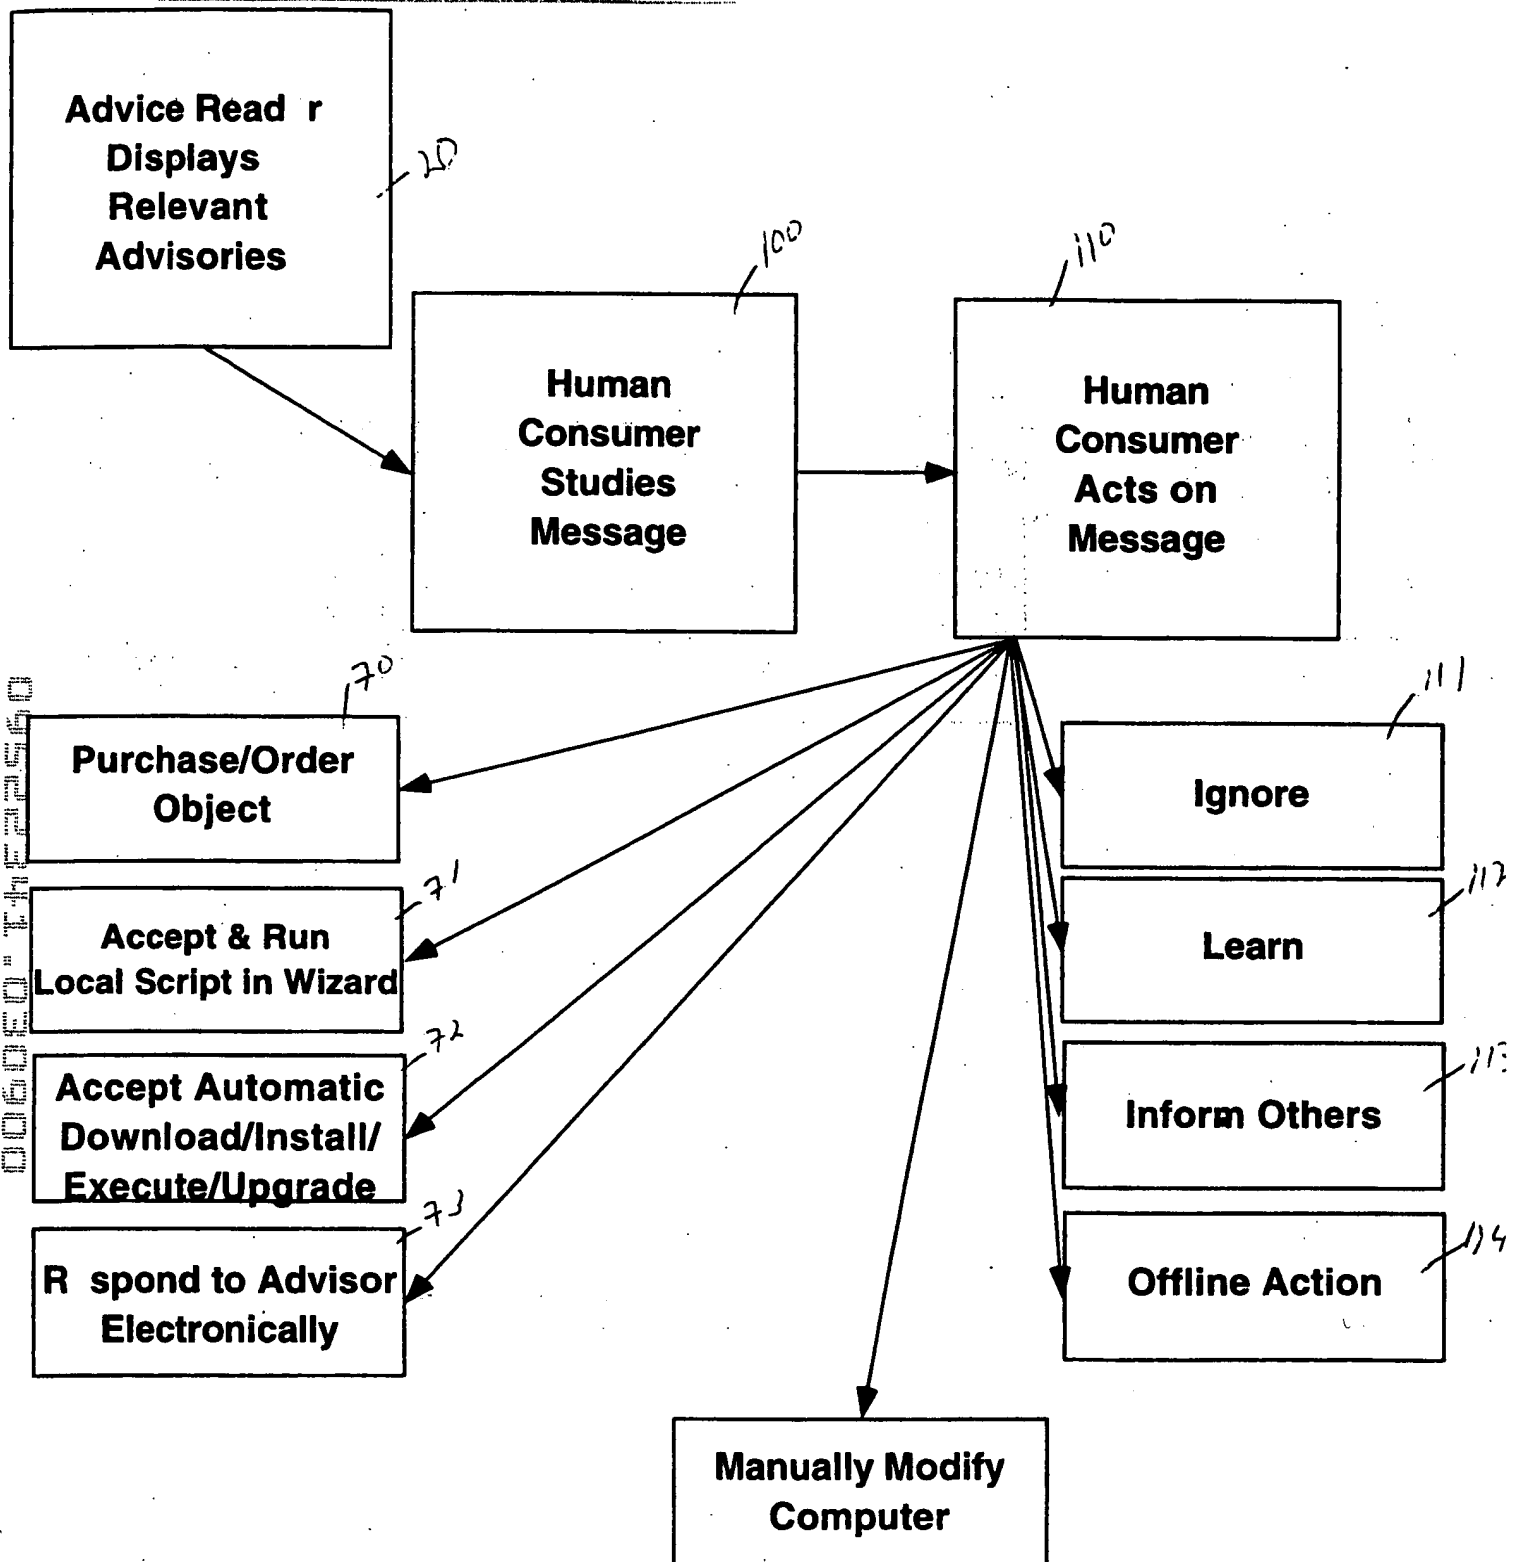 Advice Read r
Displays
Relevant
Advisories
20
100
Human
Consumer
Studies
Message
110
Human
Consumer
Acts on
Message
70
Purchase/Order
Object
71
Accept & Run
Local Script in Wizard
72
Accept Automatic
Download/Install/
Execute/Upgrade
73
R spond to Advisor
Electronically
111
Ignore
112
Learn
113
Inform Others
114
Offline Action
Manually Modify
Computer